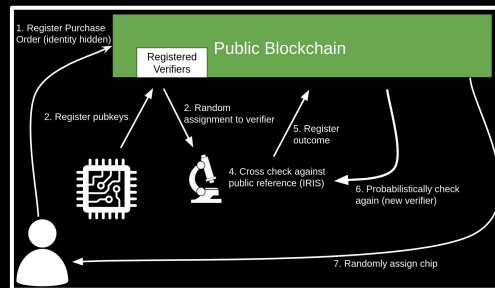 1. Register Purchase
Order (identity hidden)
Public Blockchain
Registered
Verifiers
2. Register pubkeys
2. Random
assignment to verifier
5. Register
outcome
4. Cross check against
public reference (IRIS)
6. Probabilistically check
again (new verifier)
7. Randomly assign chip